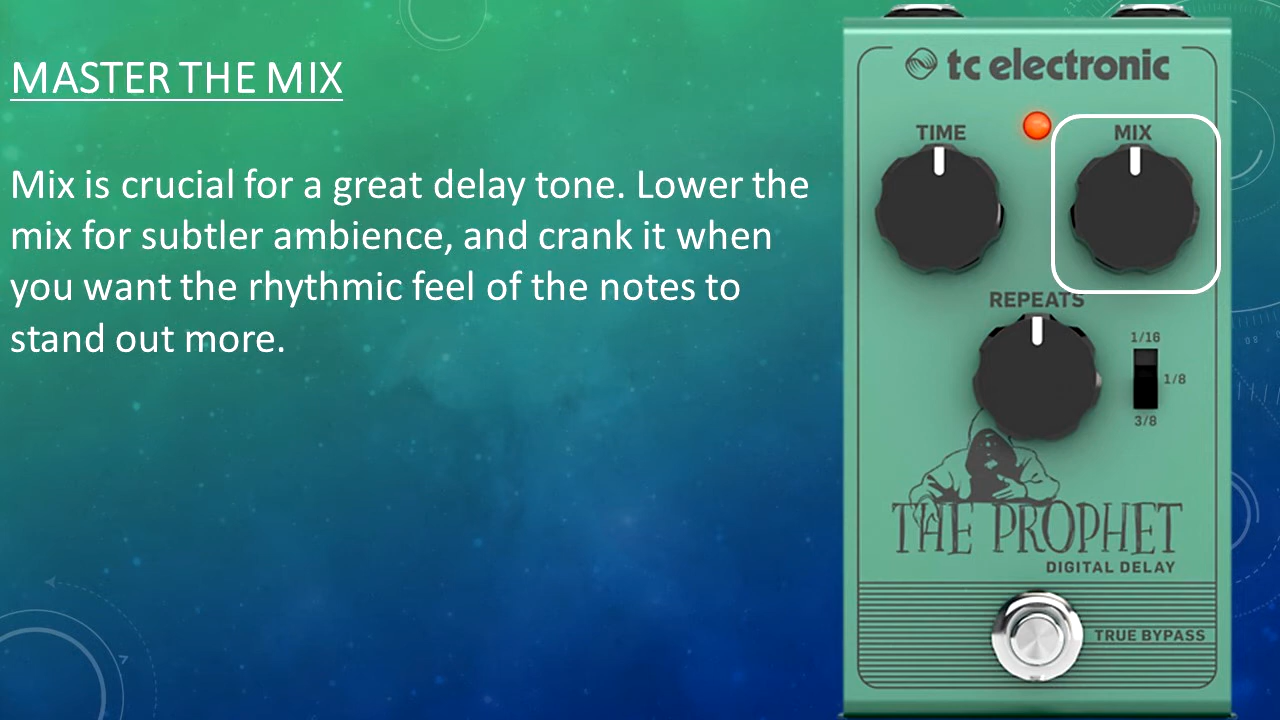 MASTER THE MIX
Mix is crucial for a great delay tone. Lower the
mix for subtler ambience, and crank it when
you want the rhythmic feel of the notes to
stand out more.
tc electronic
TIME
MIX
REPEATS
1/16
1/8
3/8
THE PROPHET
DIGITAL DELAY
TRUE BYPASS